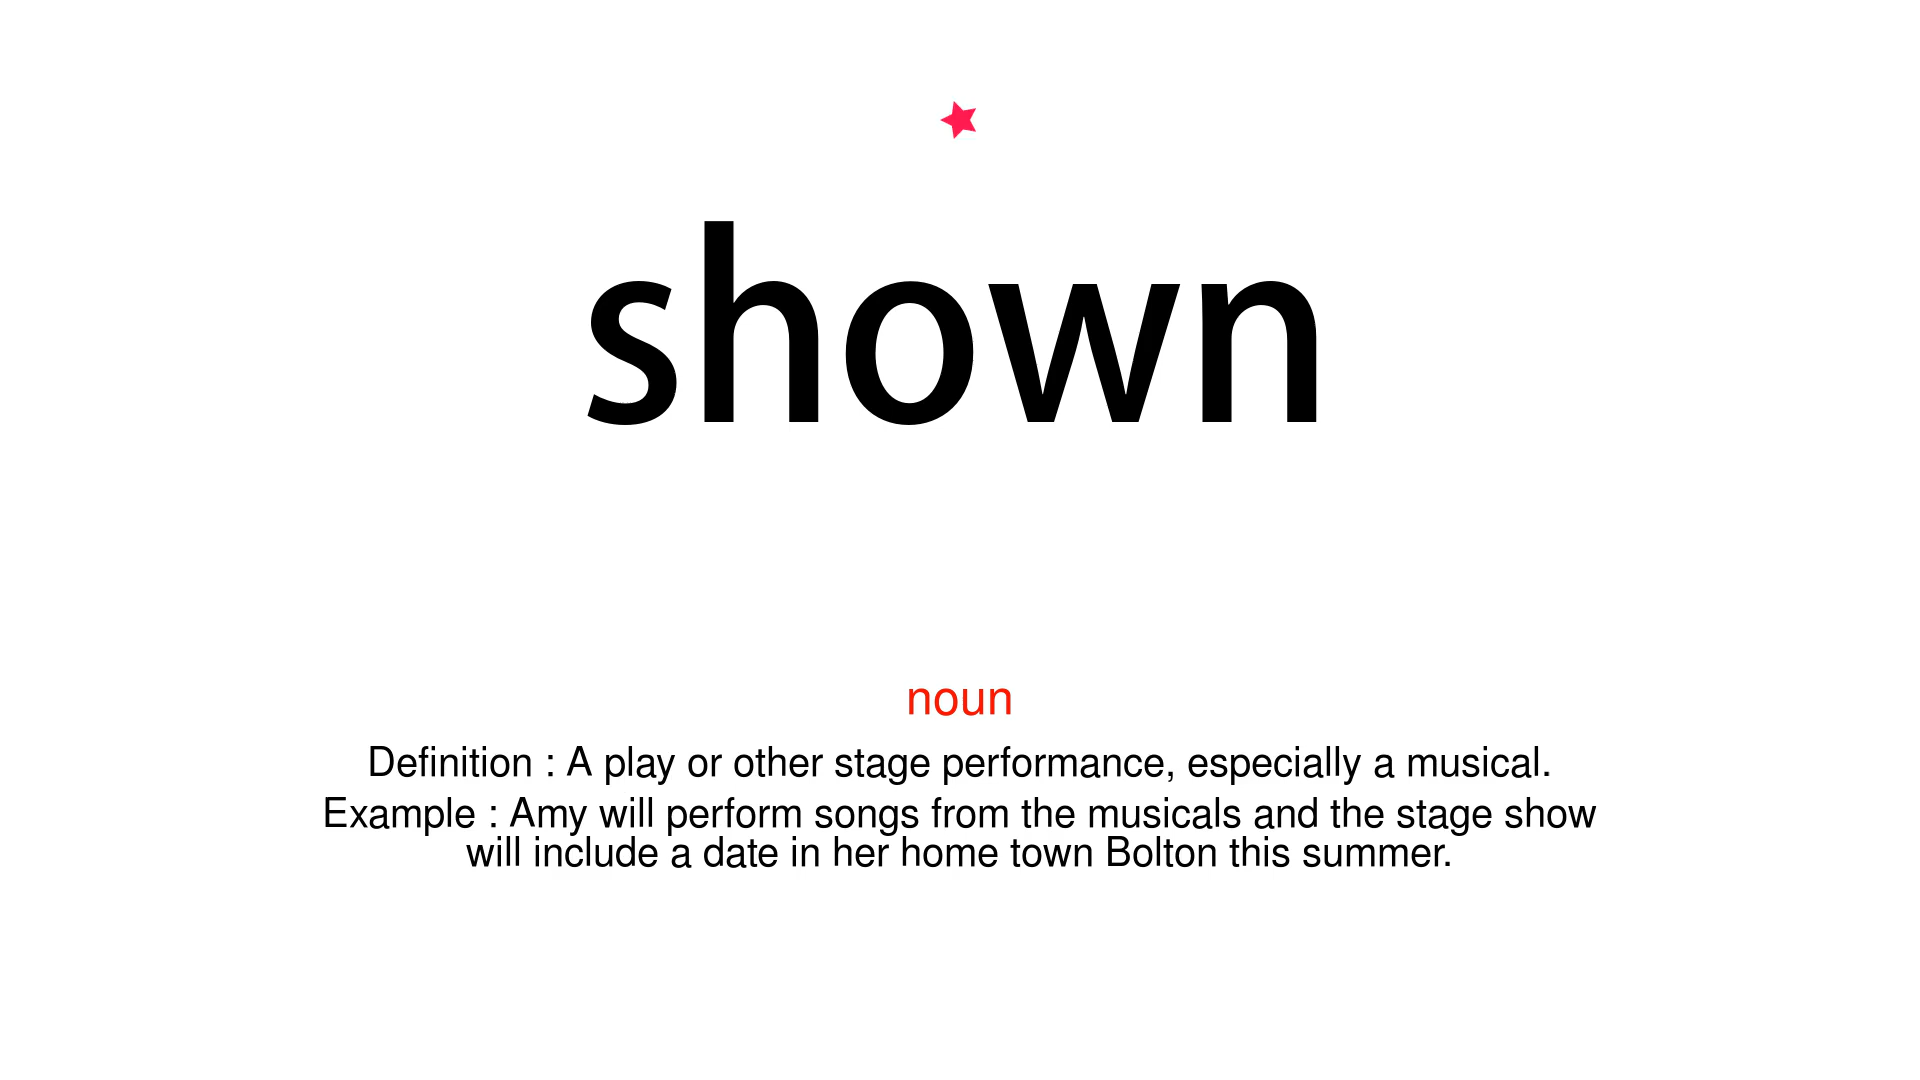 shown
noun
Definition : A play or other stage performance, especially a musical.
Example : Amy will perform songs from the musicals and the stage show
will include a date in her home town Bolton this summer.